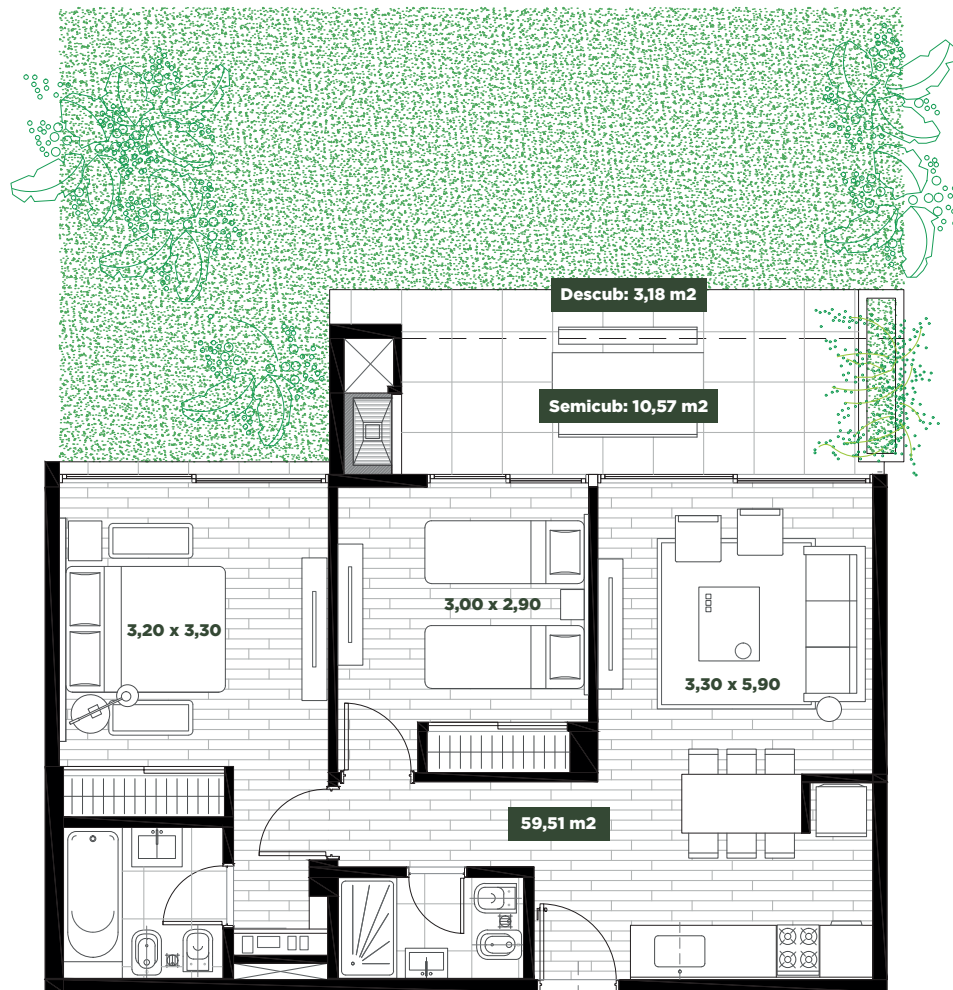 Descub: 3,18 m2
Semicub: 10,57 m2
3,00 x 2,90
3,20 x 3,30
3,30 x 5,90
59,51 m2